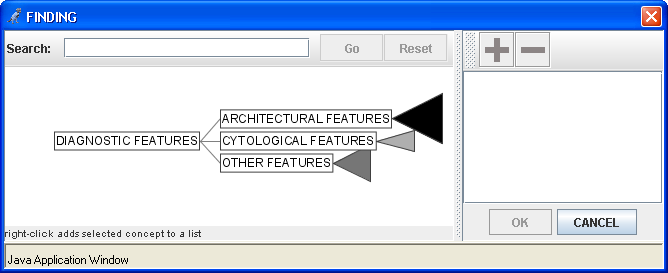 FINDING
Search:
Go
Reset
DIAGNOSTIC FEATURES
ARCHITECTURAL FEATURES
CYTOLOGICAL FEATURES
OTHER FEATURES
right-click adds selected concept to a list
OK
CANCEL
Java Application Window